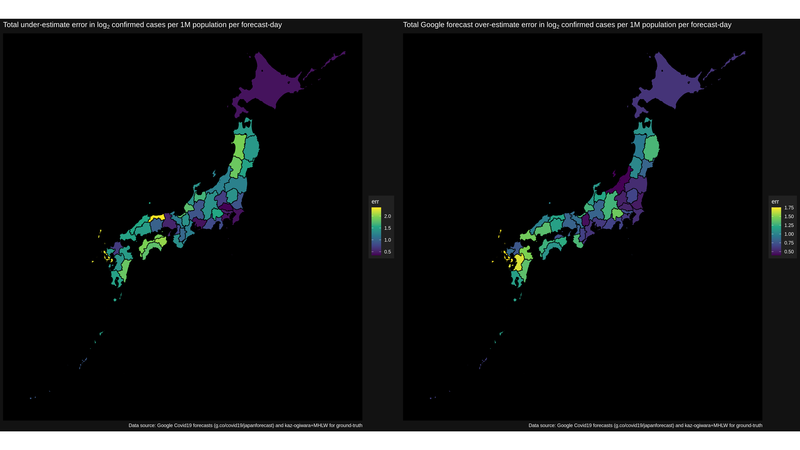 Total under-estimate error in log₂ confirmed cases per 1M population per forecast-day
err
2.0
1.5
1.0
0.5
Data source: Google Covid19 forecasts (g.co/covid19/japanforecast) and kaz-ogiwara+MHLW for ground-truth
Total Google forecast over-estimate error in log₂ confirmed cases per 1M population per forecast-day
err
1.75
1.50
1.25
1.00
0.75
0.50
Data source: Google Covid19 forecasts (g.co/covid19/japanforecast) and kaz-ogiwara+MHLW for ground-truth